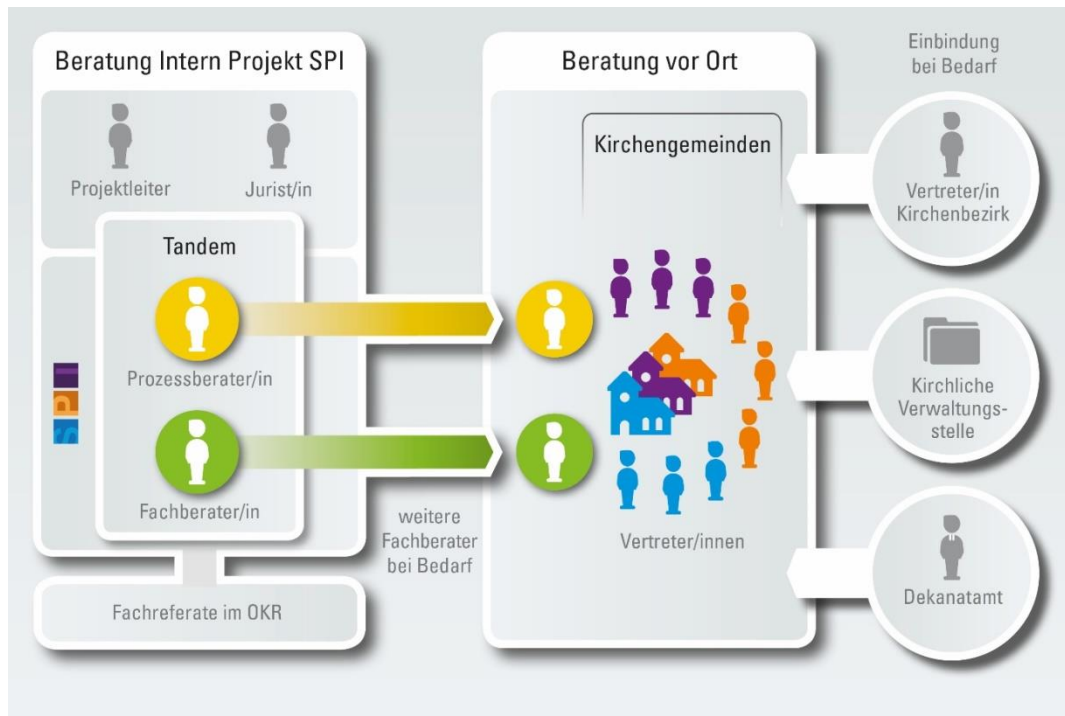 Beratung Intern Projekt SPI
Projektleiter
Jurist/in
Tandem
Prozessberater/in
Fachberater/in
SPI
Fachreferate im OKR
weitere
Fachberater
bei Bedarf
Beratung vor Ort
Kirchengemeinden
Vertreter/innen
Einbindung
bei Bedarf
Vertreter/in
Kirchenbezirk
Kirchliche
Verwaltungs-
stelle
Dekanatamt